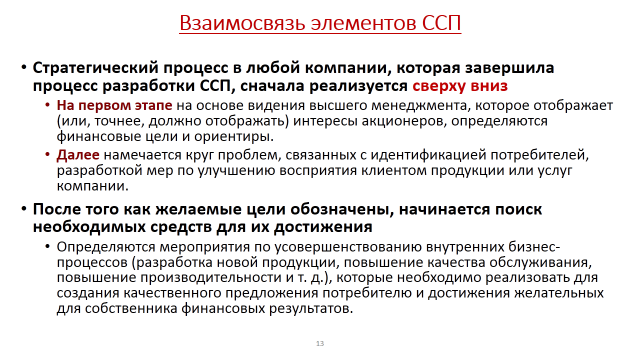 Взаимосвязь элементов ССП
• Стратегический процесс в любой компании, которая завершила
процесс разработки ССП, сначала реализуется сверху вниз
• На первом этапе на основе видения высшего менеджмента, которое отображает
(или, точнее, должно отображать) интересы акционеров, определяются
финансовые цели и ориентиры.
• Далее намечается круг проблем, связанных с идентификацией потребителей,
разработкой мер по улучшению восприятия клиентом продукции или услуг
компании.
• После того как желаемые цели обозначены, начинается поиск
необходимых средств для их достижения
• Определяются мероприятия по усовершенствованию внутренних бизнес-
процессов (разработка новой продукции, повышение качества обслуживания,
повышение производительности и т. д.), которые необходимо реализовать для
создания качественного предложения потребителю и достижения желательных
для собственника финансовых результатов.
13